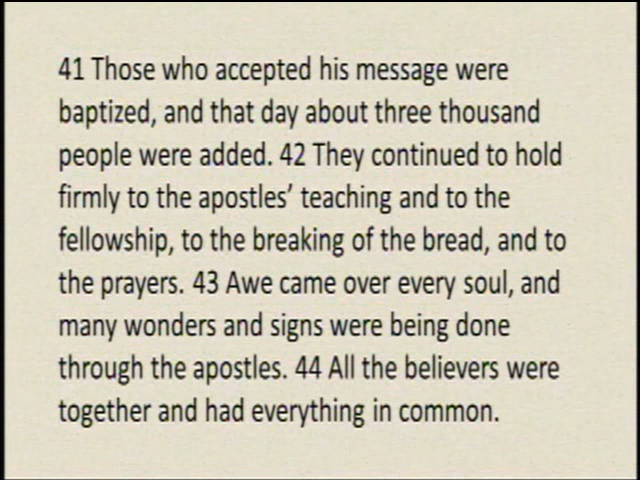 41 Those who accepted his message were
baptized, and that day about three thousand
people were added. 42 They continued to hold
firmly to the apostles’ teaching and to the
fellowship, to the breaking of the bread, and to
the prayers. 43 Awe came over every soul, and
many wonders and signs were being done
through the apostles. 44 All the believers were
together and had everything in common.